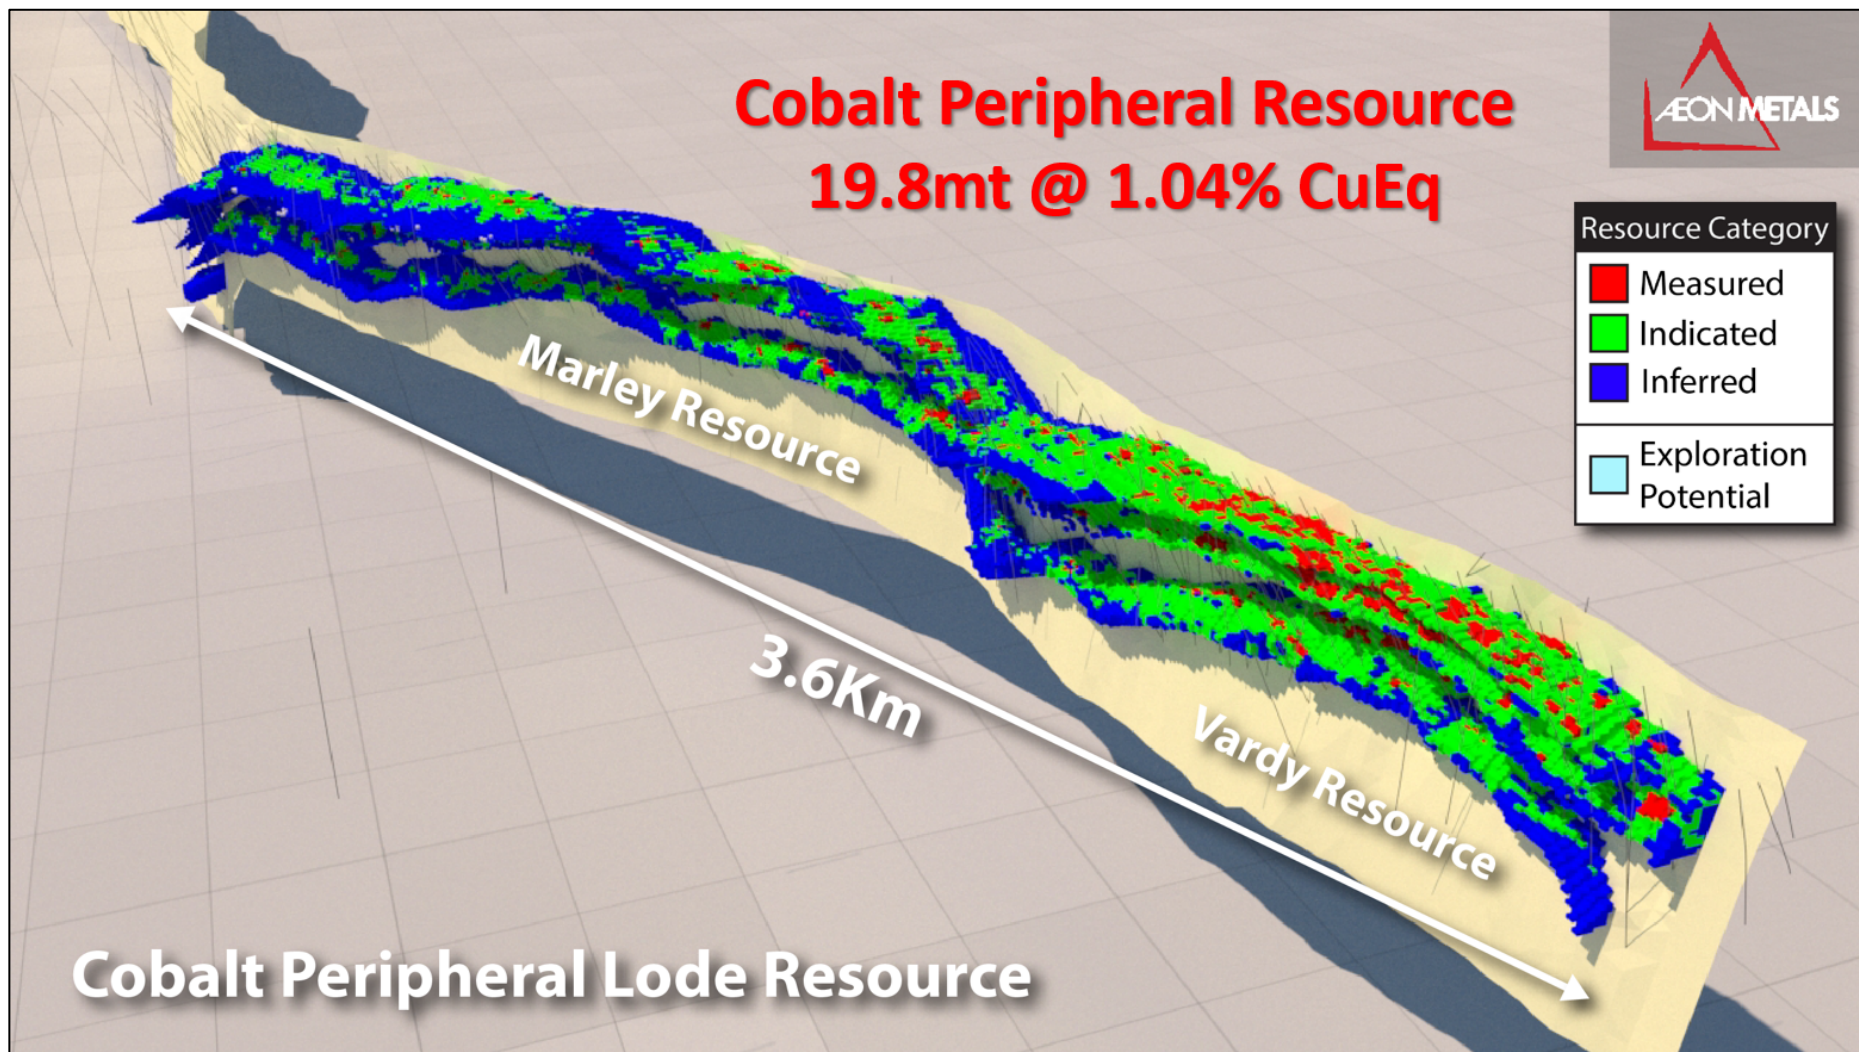 Cobalt Peripheral Resource
19.8mt @ 1.04% CuEq
ÆON METALS
Resource Category
Measured
Indicated
Inferred
Exploration
Potential
Marley Resource
3.6Km
Vardy Resource
Cobalt Peripheral Lode Resource